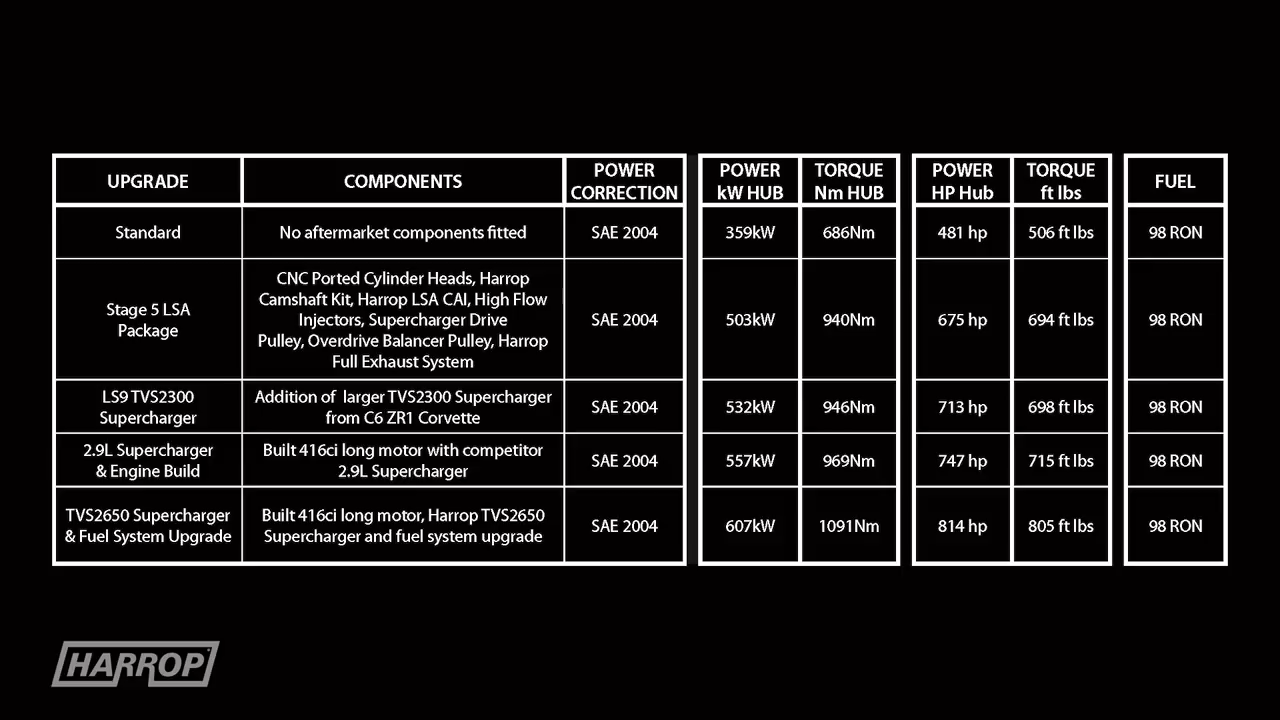 UPGRADE
COMPONENTS
POWER
CORRECTION
POWER
kW HUB
TORQUE
Nm HUB
POWER
HP Hub
TORQUE
ft lbs
FUEL
Standard
No aftermarket components fitted
SAE 2004
359kW
686Nm
481 hp
506 ft lbs
98 RON
Stage 5 LSA
Package
CNC Ported Cylinder Heads, Harrop
Camshaft Kit, Harrop LSA CAI, High Flow
Injectors, Supercharger Drive
Pulley, Overdrive Balancer Pulley, Harrop
Full Exhaust System
SAE 2004
503kW
940Nm
675 hp
694 ft lbs
98 RON
LS9 TVS2300
Supercharger
Addition of larger TVS2300 Supercharger
from C6 ZR1 Corvette
SAE 2004
532kW
946Nm
713 hp
698 ft lbs
98 RON
2.9L Supercharger
& Engine Build
Built 416ci long motor with competitor
2.9L Supercharger
SAE 2004
557kW
969Nm
747 hp
715 ft lbs
98 RON
TVS2650 Supercharger
& Fuel System Upgrade
Built 416ci long motor, Harrop TVS2650
Supercharger and fuel system upgrade
SAE 2004
607kW
1091Nm
814 hp
805 ft lbs
98 RON
HARROP